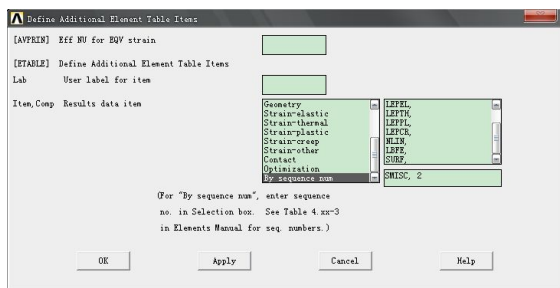 Define Additional Element Table Items
[AVPRIN] Eff NU for EQV strain
[ETABLE] Define Additional Element Table Items
Lab User label for item
Item,Comp Results data item
Geometry
Strain-elastic
Strain-thermal
Strain-plastic
Strain-creep
Strain-other
Contact
Optimization
By sequence num
LEPEL,
LEPTH,
LEPPL,
LEPCR,
NLIN,
LBFE,
SURF,
SMISC, 2
(For "By sequence num", enter sequence
no. in Selection box. See Table 4.xx-3
in Elements Manual for seq. numbers.)
OK Apply Cancel Help